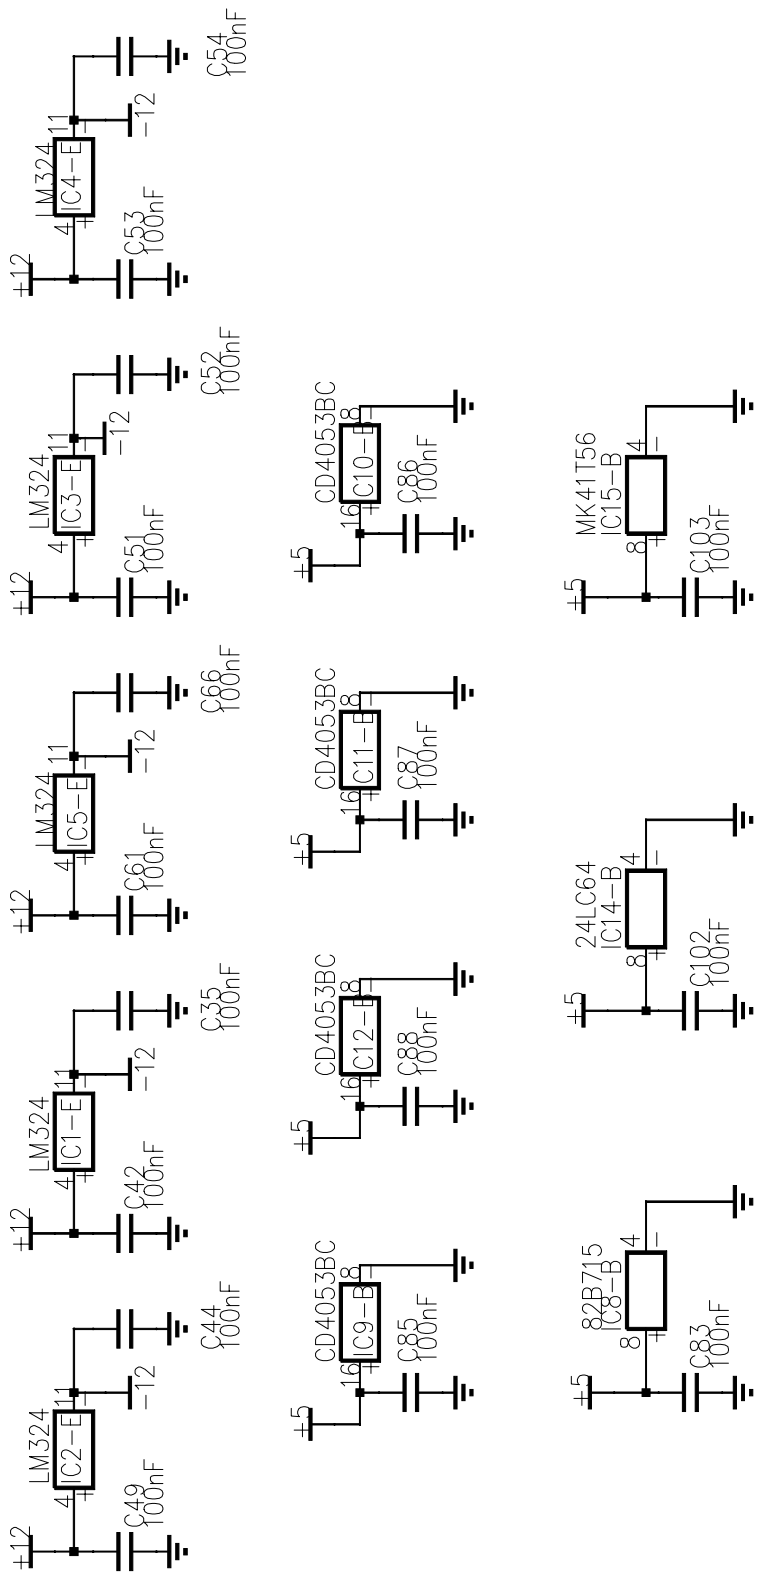 C54
100nF
11
-
-12
LM324
IC4-E
4
+
C53
100nF
+12
C52
100nF
11
-
-12
LM324
IC3-E
4
+
C51
100nF
+12
C66
100nF
11
-
-12
LM324
IC5-E
4
+
C61
100nF
+12
C35
100nF
11
-
-12
LM324
IC1-E
4
+
C42
100nF
+12
C44
100nF
11
-
-12
LM324
IC2-E
4
+
C49
100nF
+12
CD4053BC
IC10-B
8
-
16
+
C86
100nF
+5
CD4053BC
IC11-B
8
-
16
+
C87
100nF
+5
CD4053BC
IC12-B
8
-
16
+
C88
100nF
+5
CD4053BC
IC9-B
8
-
16
+
C85
100nF
+5
MK41T56
IC15-B
4
-
8
+
C103
100nF
+5
24LC64
IC14-B
4
-
8
+
C102
100nF
+5
82B715
IC8-B
4
-
8
+
C83
100nF
+5